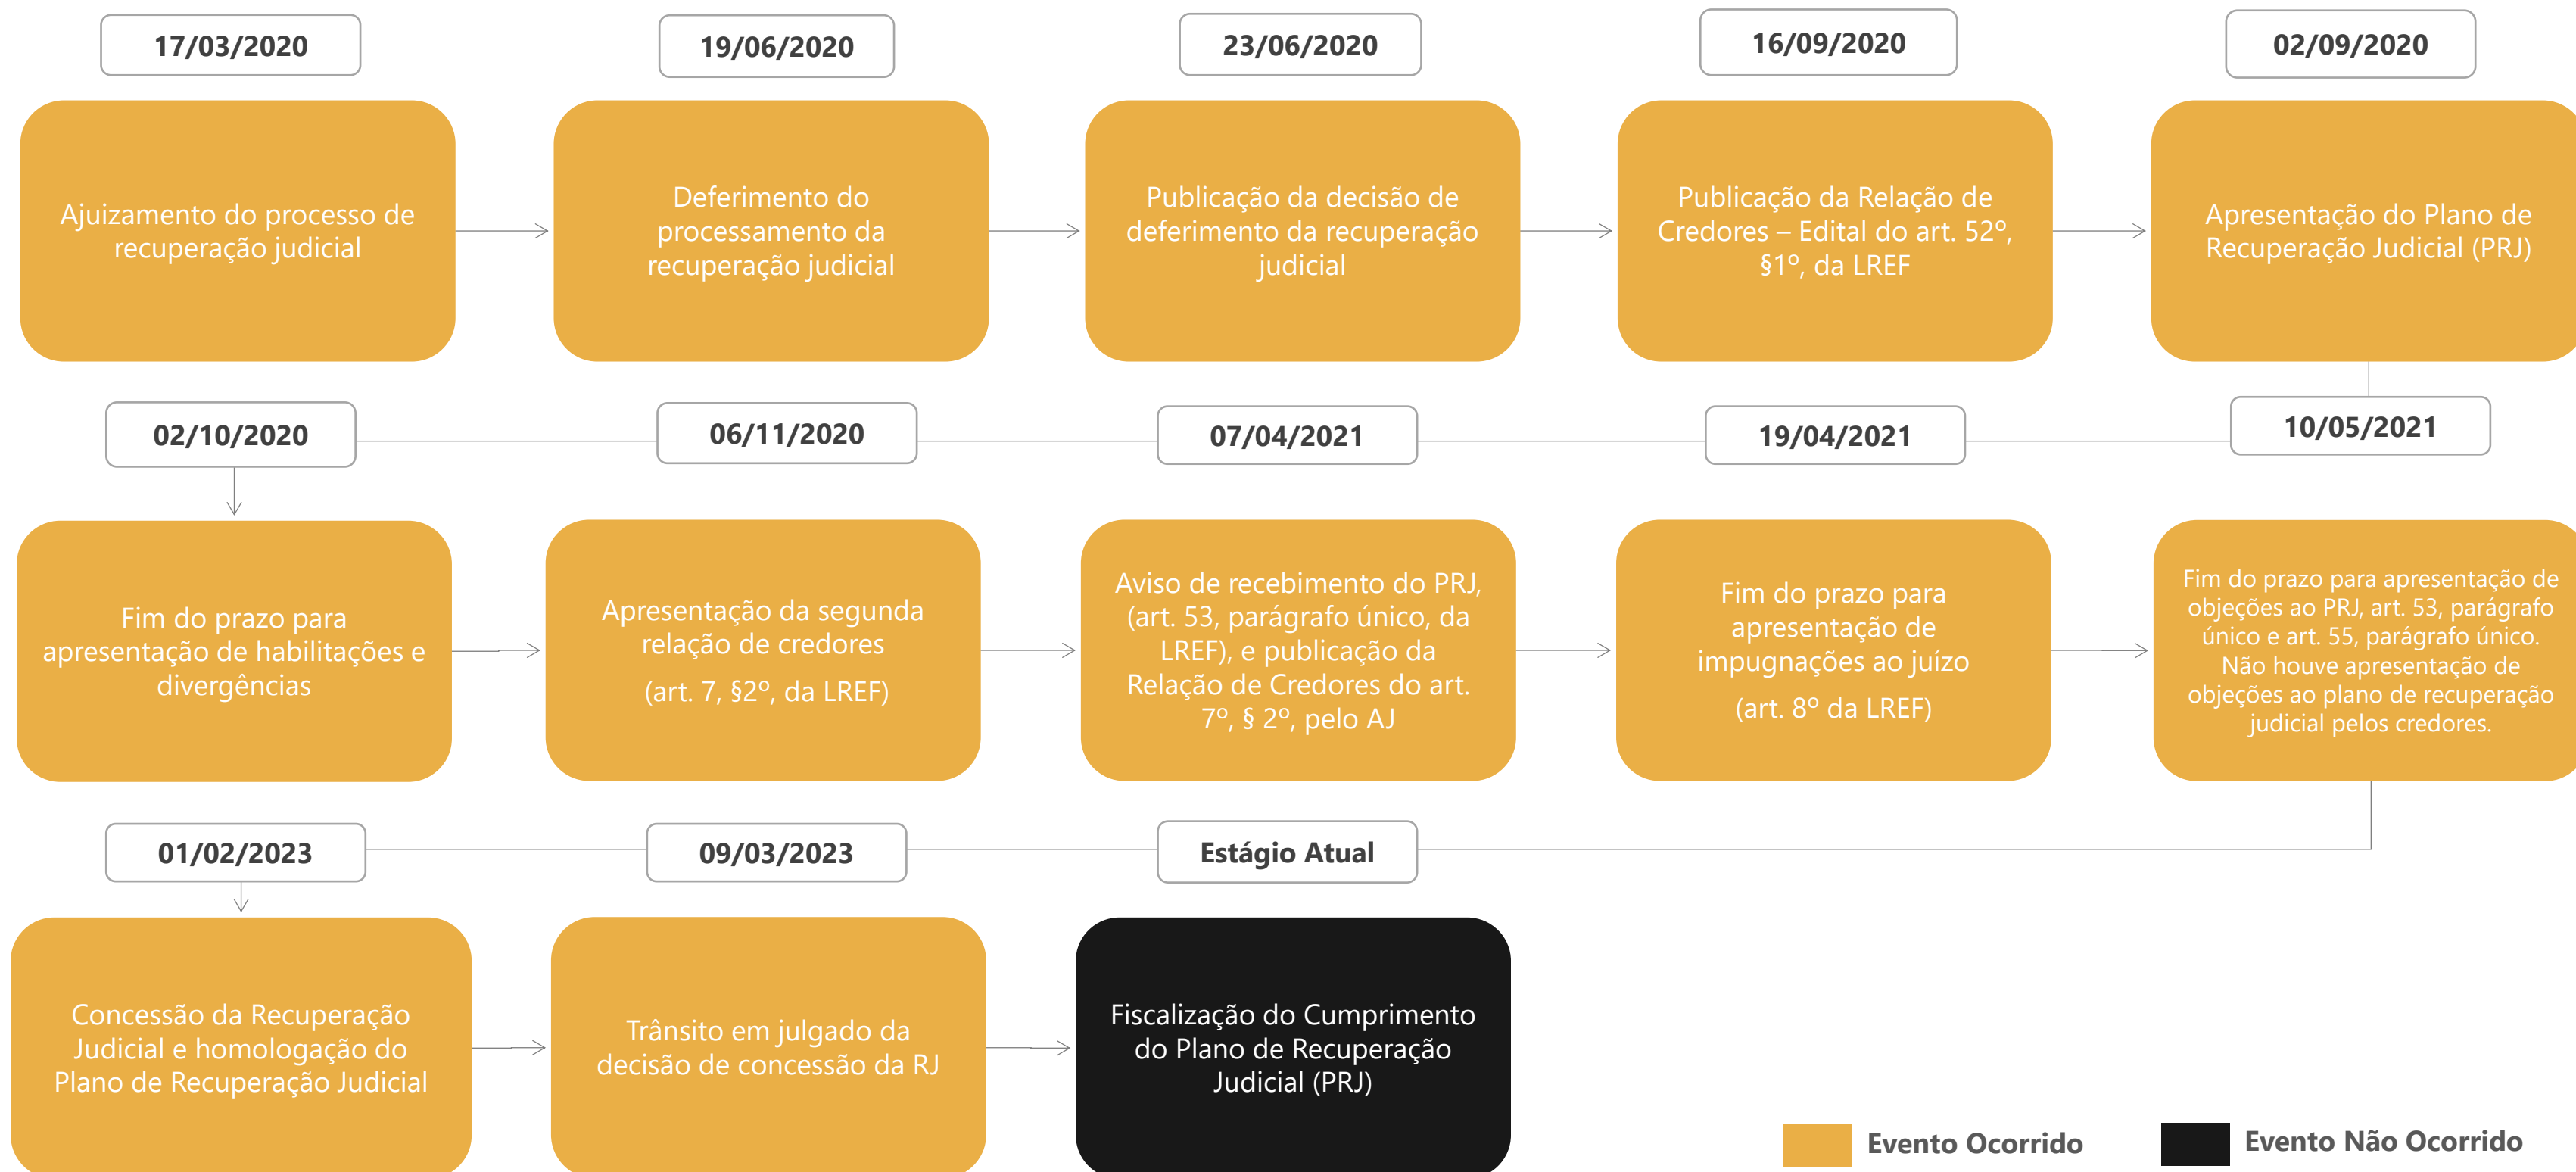 17/03/2020
Ajuizamento do processo de
recuperação judicial
19/06/2020
Deferimento do
processamento da
recuperação judicial
23/06/2020
Publicação da decisão de
deferimento da recuperação
judicial
16/09/2020
Publicação da Relação de
Credores – Edital do art. 52º,
§1º, da LREF
02/09/2020
Apresentação do Plano de
Recuperação Judicial (PRJ)
02/10/2020
Fim do prazo para
apresentação de habilitações e
divergências
06/11/2020
Apresentação da segunda
relação de credores
(art. 7, §2º, da LREF)
07/04/2021
Aviso de recebimento do PRJ,
(art. 53, parágrafo único, da
LREF), e publicação da
Relação de Credores do art.
7º, § 2º, pelo AJ
19/04/2021
Fim do prazo para
apresentação de
impugnações ao juízo
(art. 8º da LREF)
10/05/2021
Fim do prazo para apresentação de
objeções ao PRJ, art. 53, parágrafo
único e art. 55, parágrafo único.
Não houve apresentação de
objeções ao plano de recuperação
judicial pelos credores.
01/02/2023
Concessão da Recuperação
Judicial e homologação do
Plano de Recuperação Judicial
09/03/2023
Trânsito em julgado da
decisão de concessão da RJ
Estágio Atual
Fiscalização do Cumprimento
do Plano de Recuperação
Judicial (PRJ)
Evento Ocorrido
Evento Não Ocorrido